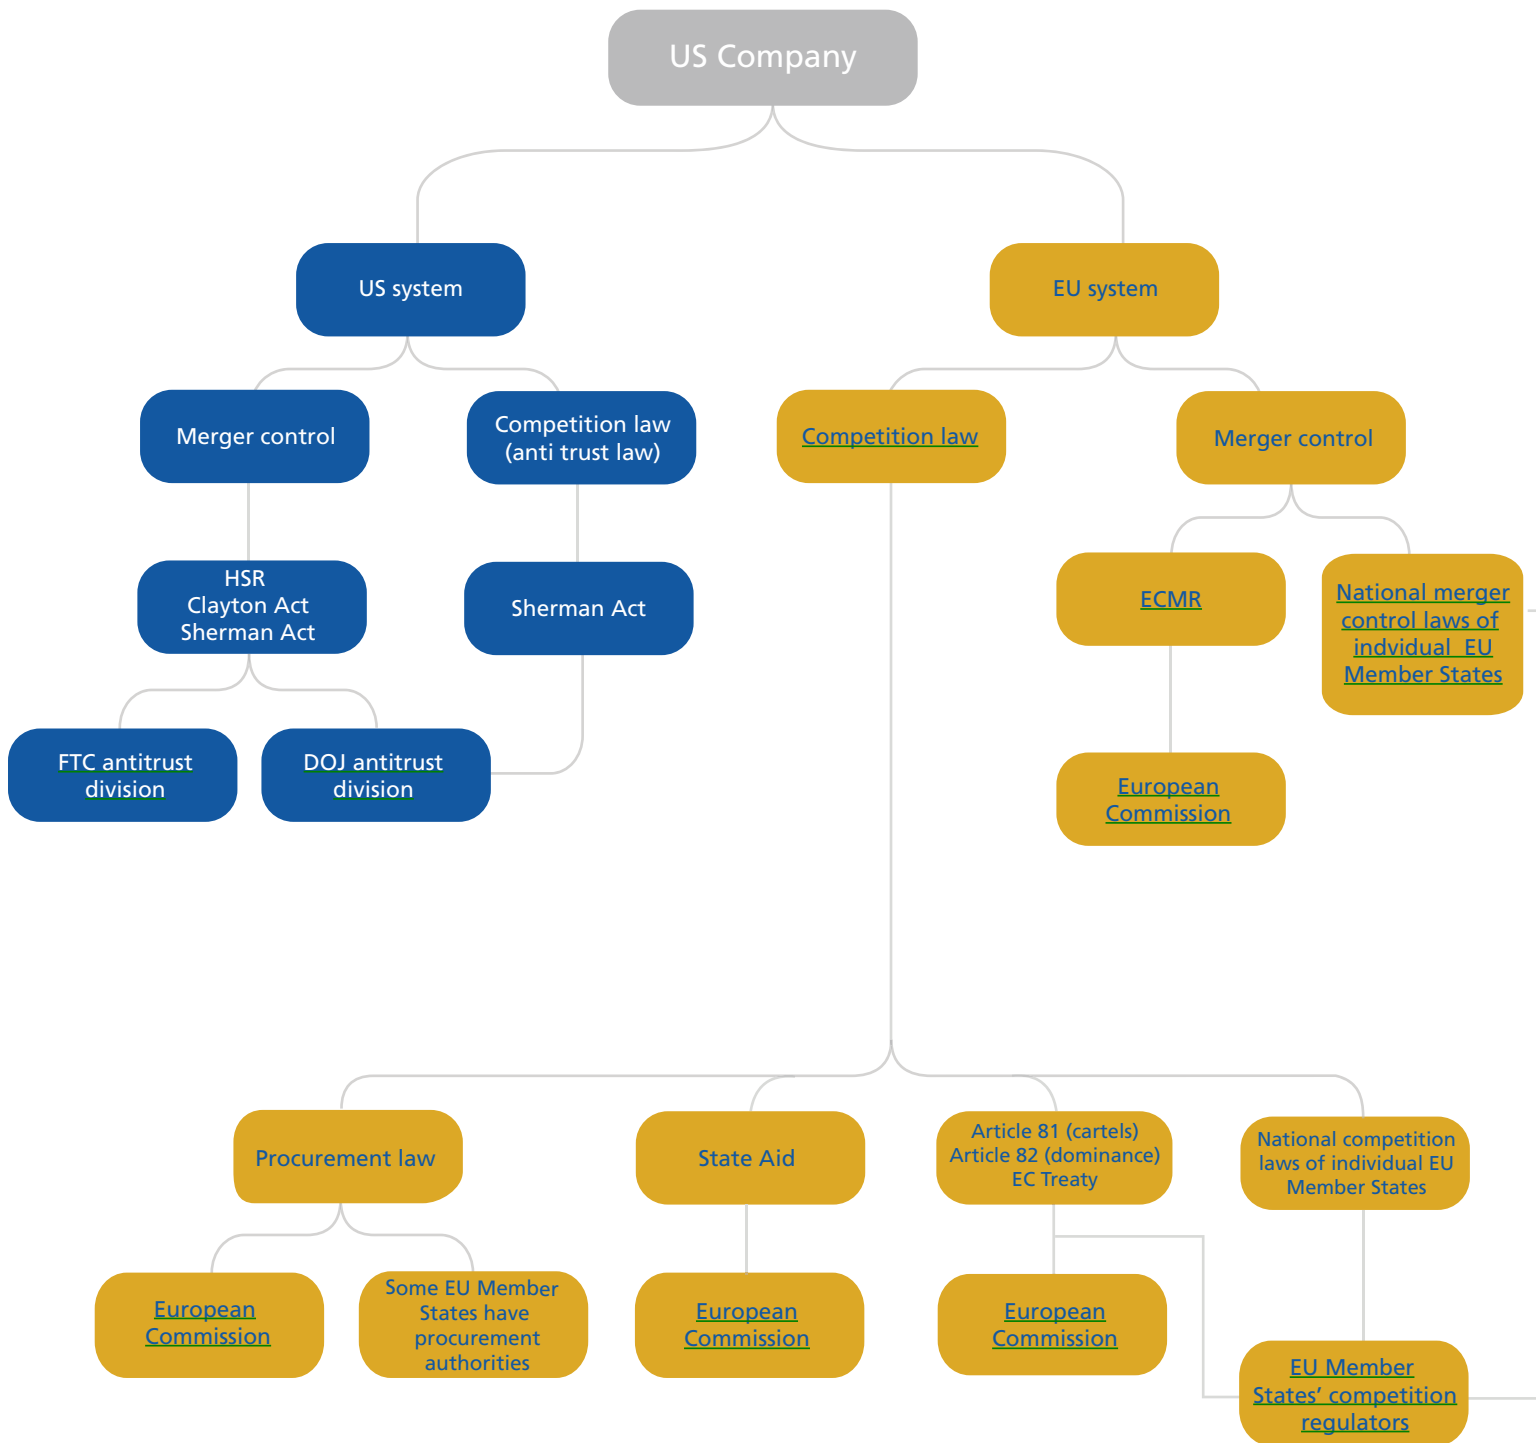 US Company
US system
EU system
Merger control
Competition law
(anti trust law)
Competition law
Merger control
HSR
Clayton Act
Sherman Act
Sherman Act
ECMR
National merger
control laws of
indvidual EU
Member States
FTC antitrust
division
DOJ antitrust
division
European
Commission
Procurement law
State Aid
Article 81 (cartels)
Article 82 (dominance)
EC Treaty
National competition
laws of individual EU
Member States
European
Commission
Some EU Member
States have
procurement
authorities
European
Commission
European
Commission
EU Member
States’ competition
regulators